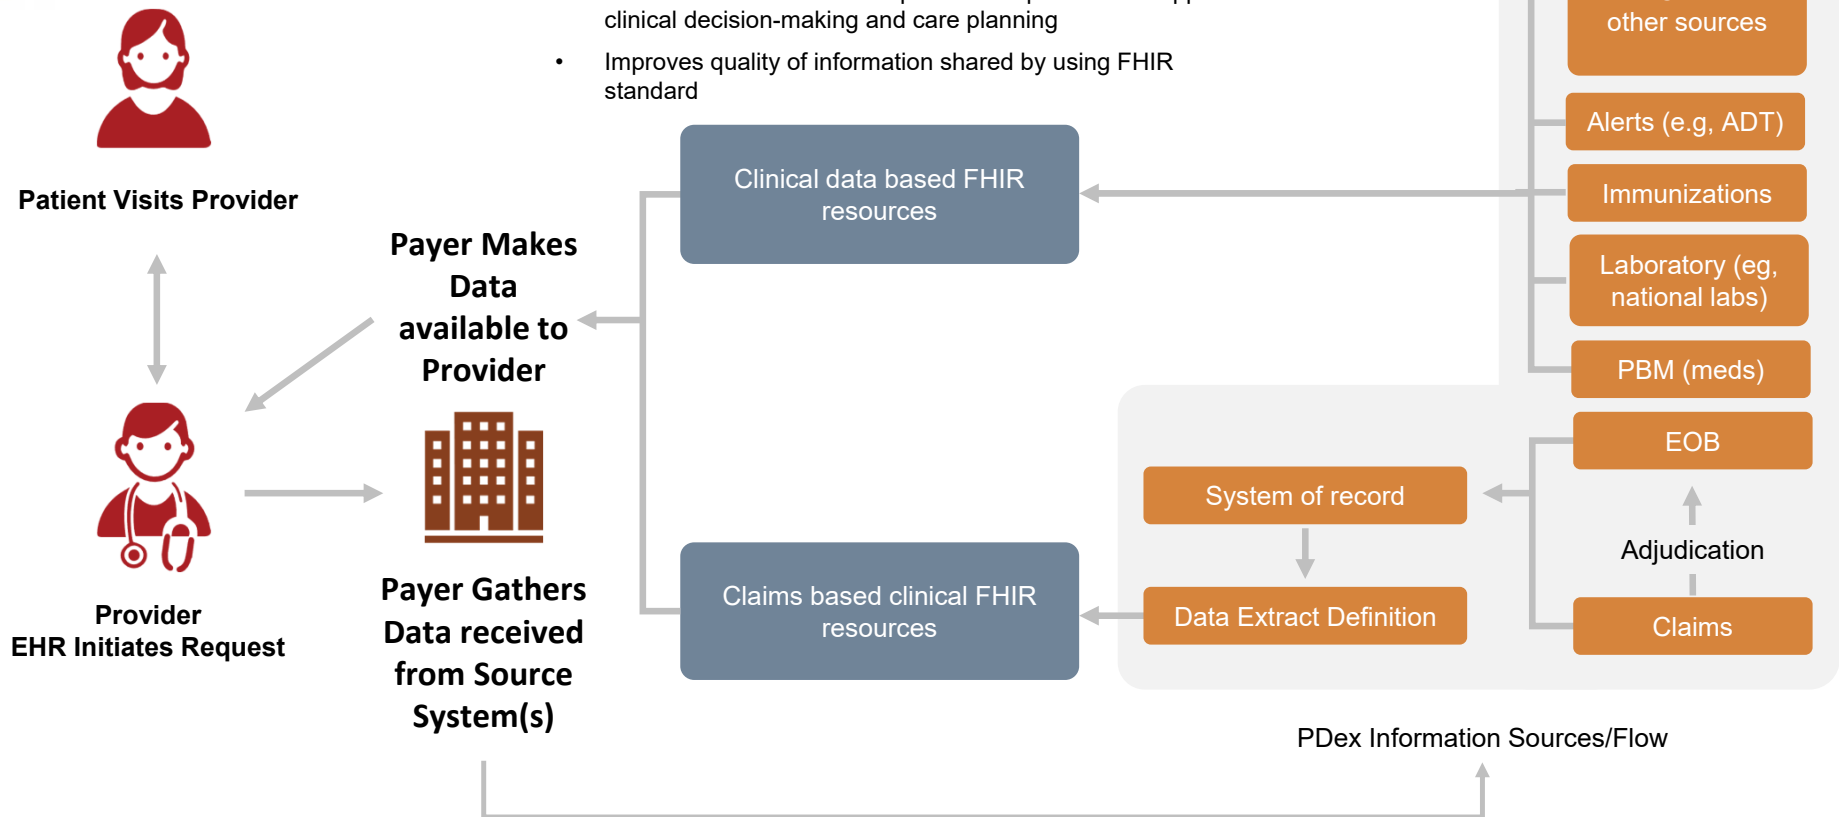 clinical decision-making and care planning
• Improves quality of information shared by using FHIR
standard
other sources
Alerts (e.g, ADT)
Immunizations
Laboratory (eg,
national labs)
PBM (meds)
EOB
Adjudication
Claims
System of record
Data Extract Definition
Clinical data based FHIR
resources
Claims based clinical FHIR
resources
Patient Visits Provider
Payer Makes
Data
available to
Provider
Provider
EHR Initiates Request
Payer Gathers
Data received
from Source
System(s)
PDex Information Sources/Flow